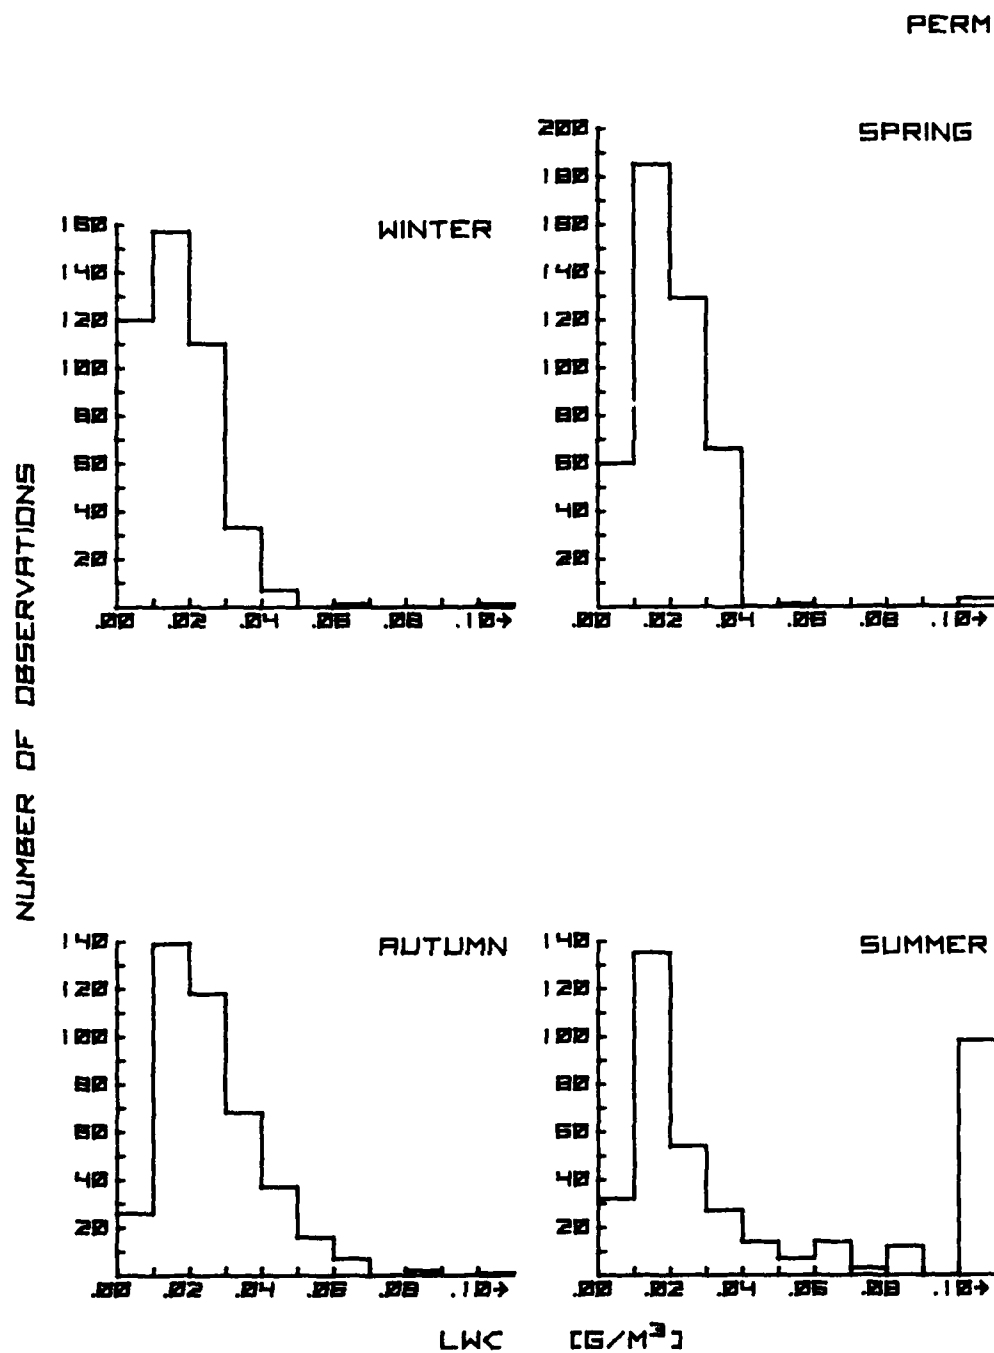 PERM
SPRING
200
180
160
140
120
100
80
60
40
20
.00 .02 .04 .06 .08 .10→
WINTER
160
140
120
100
80
60
40
20
.00 .02 .04 .06 .08 .10→
NUMBER OF OBSERVATIONS
AUTUMN
140
120
100
80
60
40
20
.00 .02 .04 .06 .08 .10→
SUMMER
140
120
100
80
60
40
20
.00 .02 .04 .06 .08 .10→
LWC [G/M³]